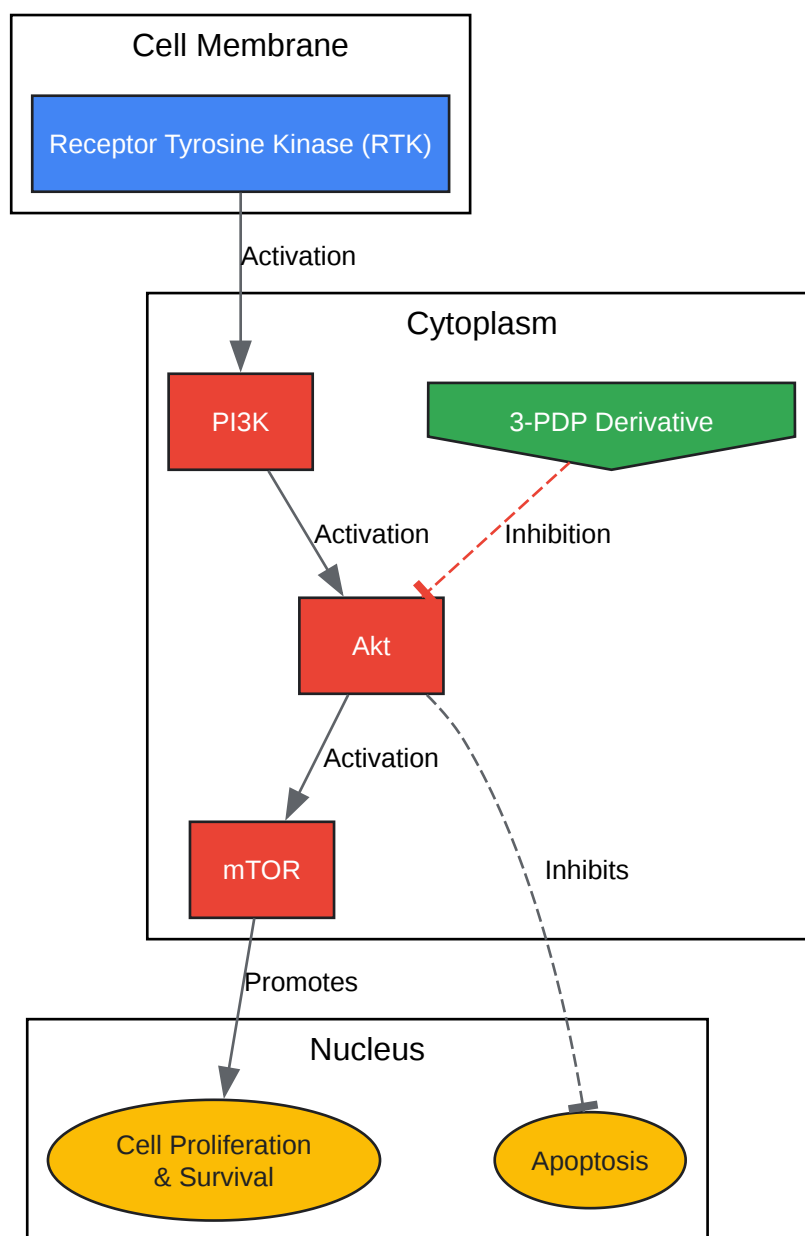 Cell Membrane
Receptor Tyrosine Kinase (RTK)
Activation
Cytoplasm
PI3K
3-PDP Derivative
Activation
Inhibition
Akt
Activation
mTOR
Inhibits
Promotes
Nucleus
Cell Proliferation
& Survival
Apoptosis